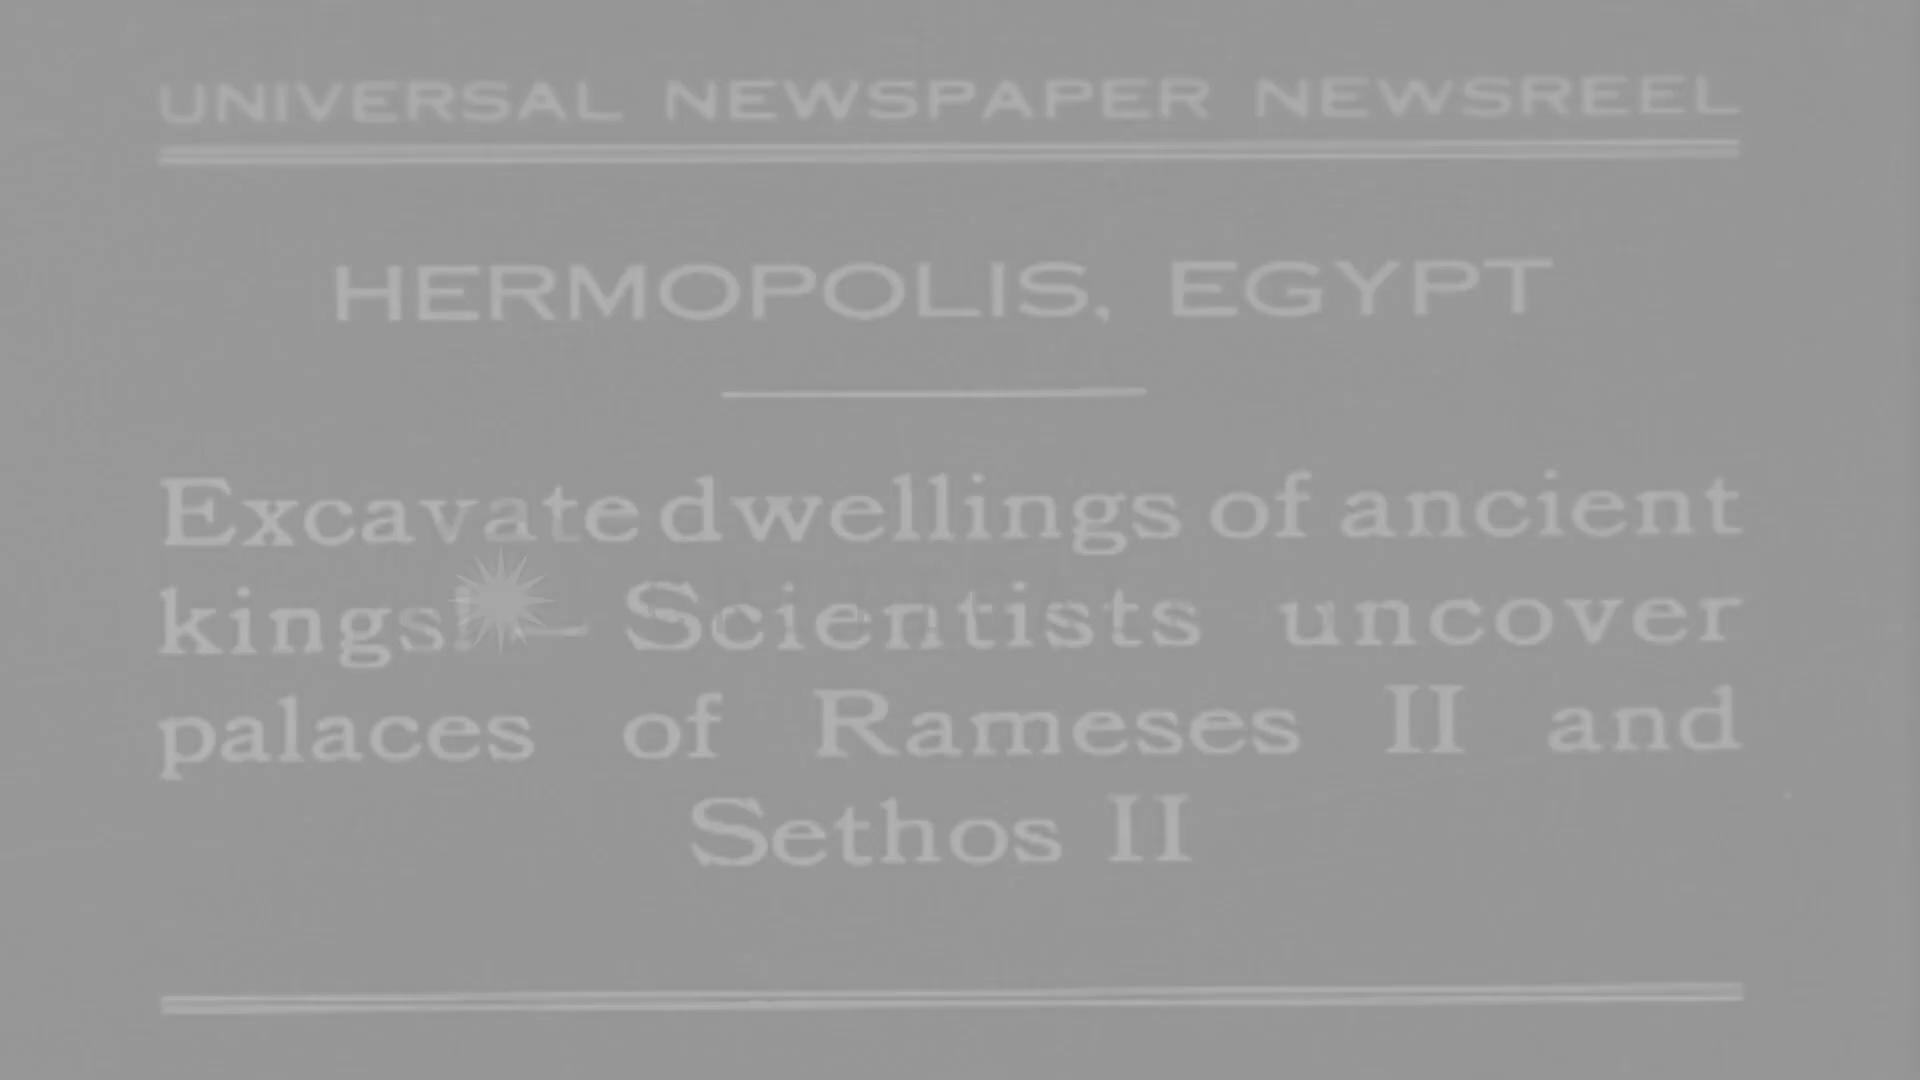 UNIVERSAL NEWSPAPER NEWSREEL
HERMOPOLIS, EGYPT
Excavate dwellings of ancient
kings! — Scientists uncover
palaces of Rameses II and
Sethos II